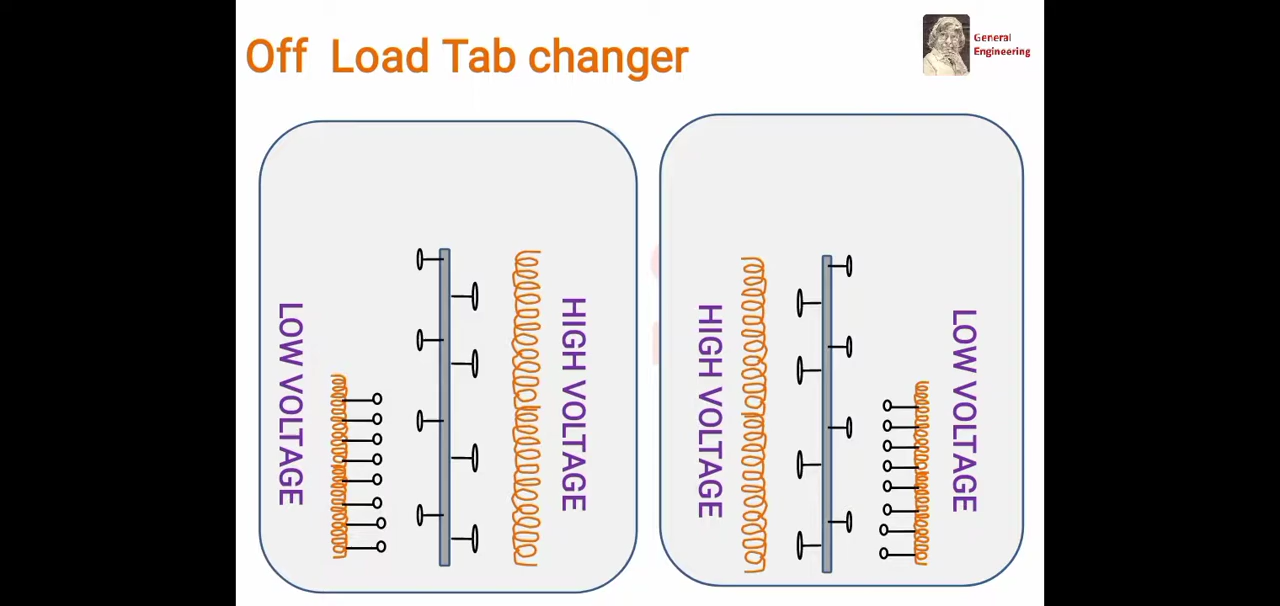 Off Load Tab changer
General
Engineering
LOW VOLTAGE
HIGH VOLTAGE
HIGH VOLTAGE
LOW VOLTAGE